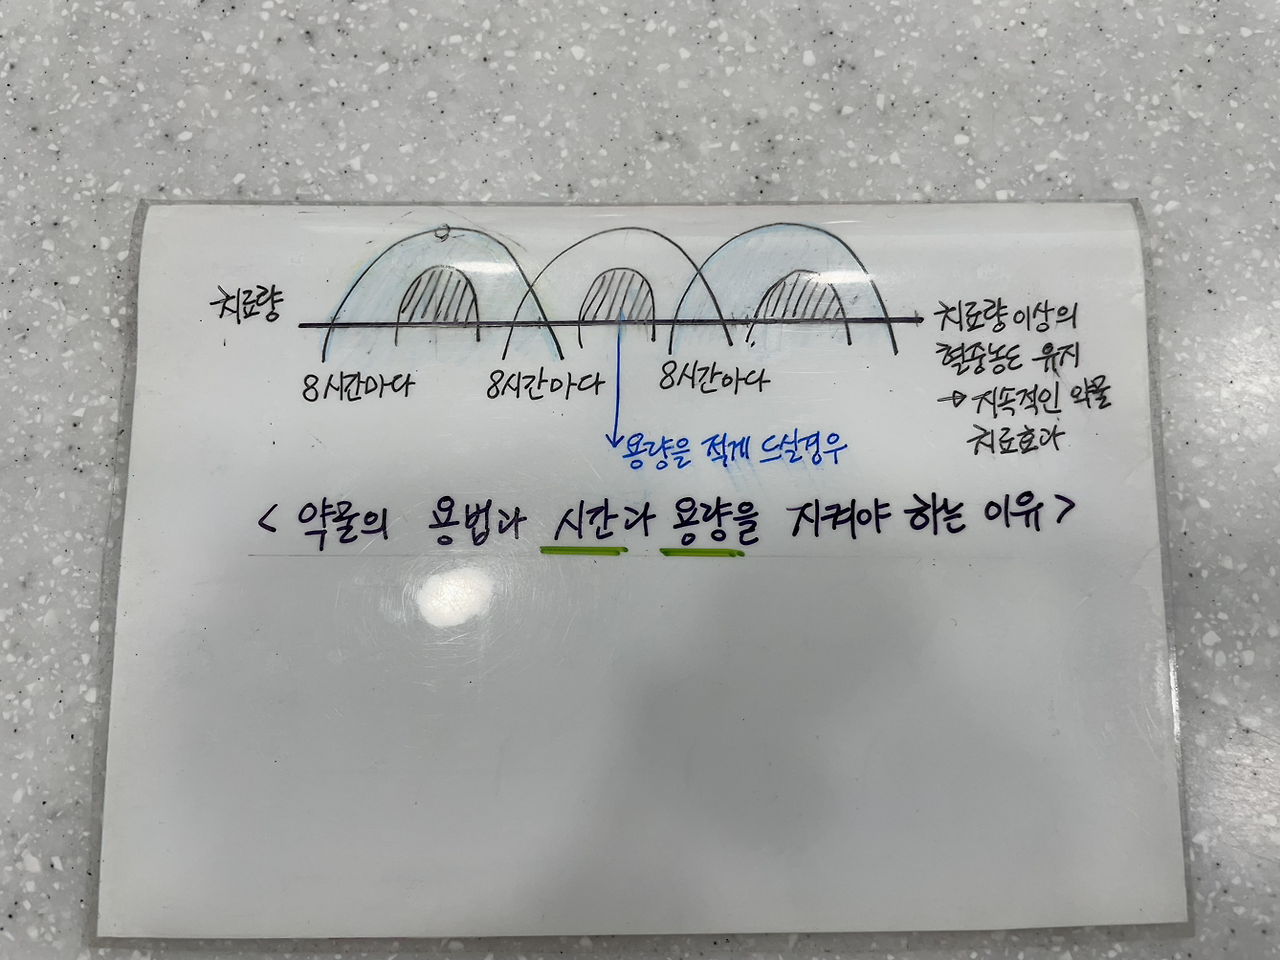 치료량
8시간마다
8시간마다
8시간마다
치료량 이상의
혈중농도 유지
→ 지속적인 약물
치료효과
용량을 적게 드실경우
< 약물의 용법과 시간과 용량을 지켜야 하는 이유 >